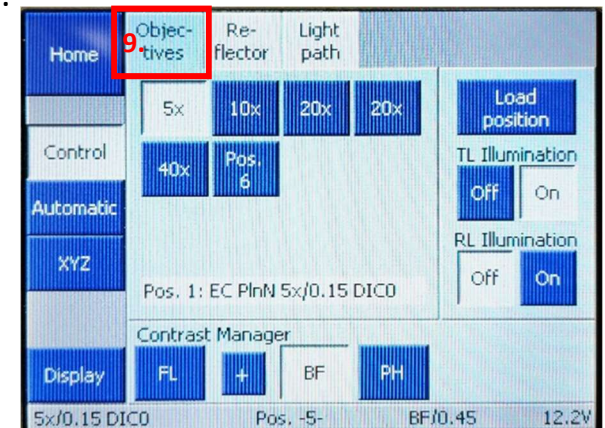 .
Home
Objec-
tives
9.
Re-
flector
Light
path
5x
10x
20x
20x
Load
position
Control
40x
Pos.
6
TL Illumination
Off
On
Automatic
RL Illumination
XYZ
Off
On
Pos. 1: EC PlnN 5x/0.15 DIC0
Contrast Manager
Display
FL
+
BF
PH
5x/0.15 DIC0 Pos. -5- BF/0.45 12.2V